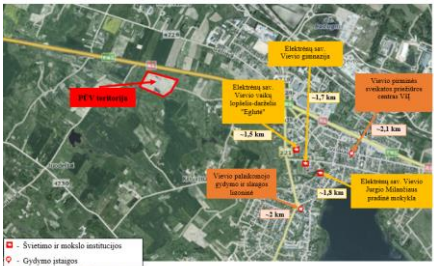 Elektrėnų sav.
Vievio gimnazija
~1,7 km
Elektrėnų sav.
Vievio vaikų
lopšelis-darželis
"Eglutė"
~1,5 km
Vievio pirminės
sveikatos priežiūros
centras VšĮ
~2,1 km
PŪV teritorija
Vievio palaikomojo
gydymo ir slaugos
ligoninė
~2 km
Elektrėnų sav. Vievio
Jurgio Milančiaus
pradinė mokykla
~1,8 km
4739
- Švietimo ir mokslo institucijos
- Gydymo įstaigos